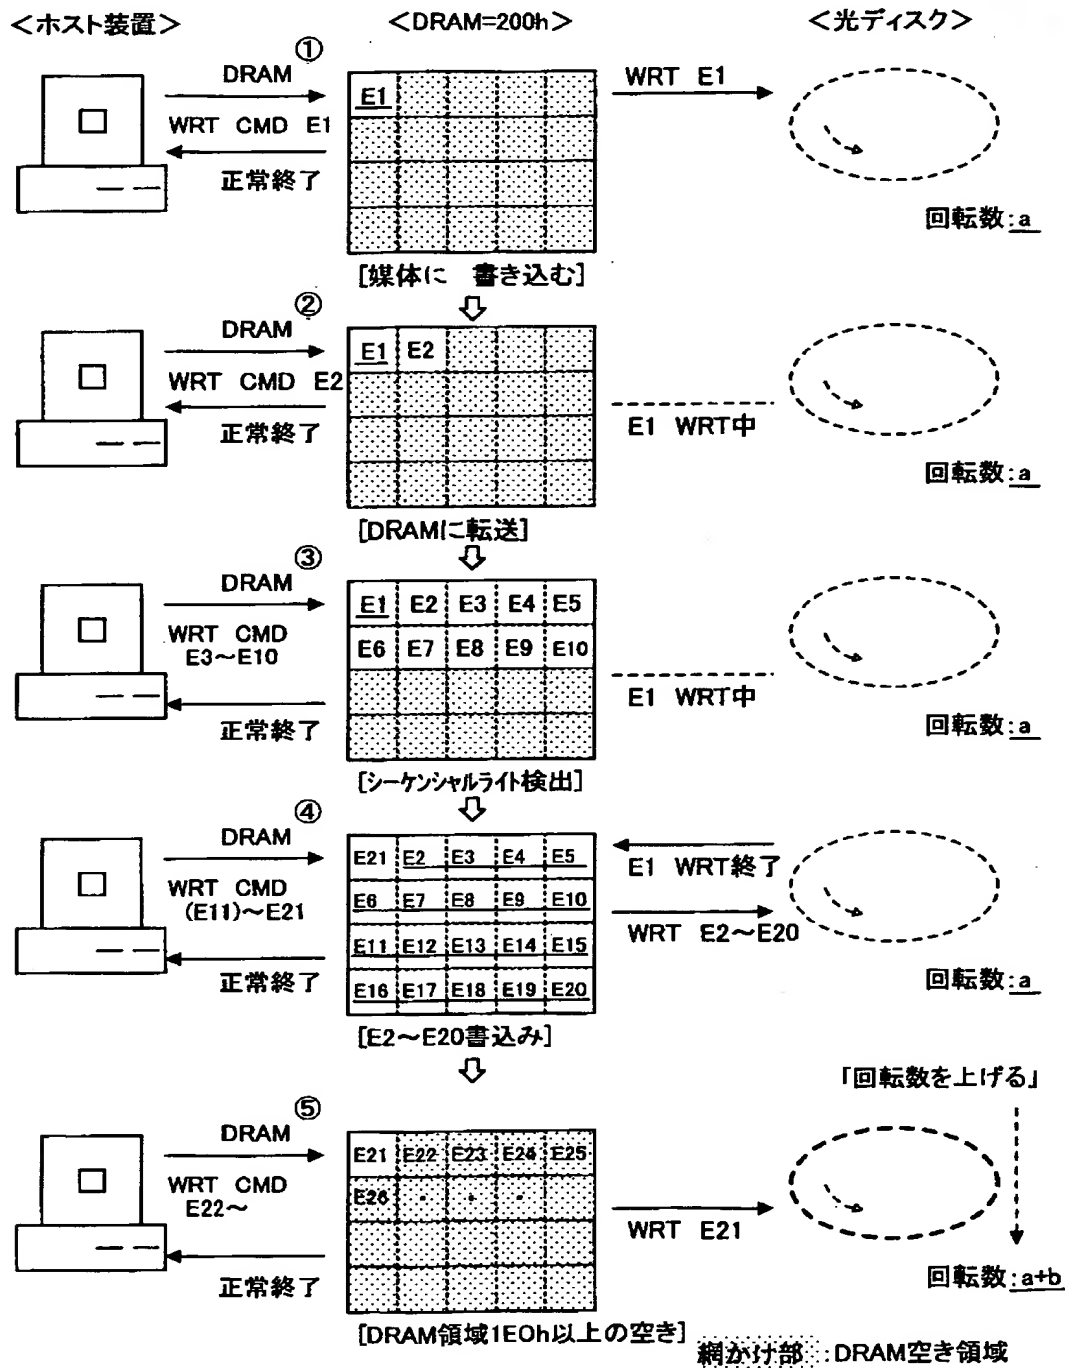 <ホスト装置>
<DRAM=200h>
<光ディスク>
①
DRAM
WRT CMD E1
正常終了
E1
WRT E1
回転数:a
[媒体に 書き込む]
②
DRAM
WRT CMD E2
正常終了
E1 E2
E1 WRT中
回転数:a
[DRAMに転送]
③
DRAM
WRT CMD
E3~E10
正常終了
E1 E2 E3 E4 E5
E6 E7 E8 E9 E10
E1 WRT中
回転数:a
[シーケンシャルライト検出]
④
DRAM
WRT CMD
(E11)~E21
正常終了
E21 E2 E3 E4 E5
E6 E7 E8 E9 E10
E11 E12 E13 E14 E15
E16 E17 E18 E19 E20
E1 WRT終了
WRT E2~E20
回転数:a
[E2~E20書込み]
「回転数を上げる」
⑤
DRAM
WRT CMD
E22~
正常終了
E21 E22 E23 E24 E25
E26 ・ ・ ・
WRT E21
回転数:a+b
[DRAM領域1E0h以上の空き]
網かけ部:DRAM空き領域